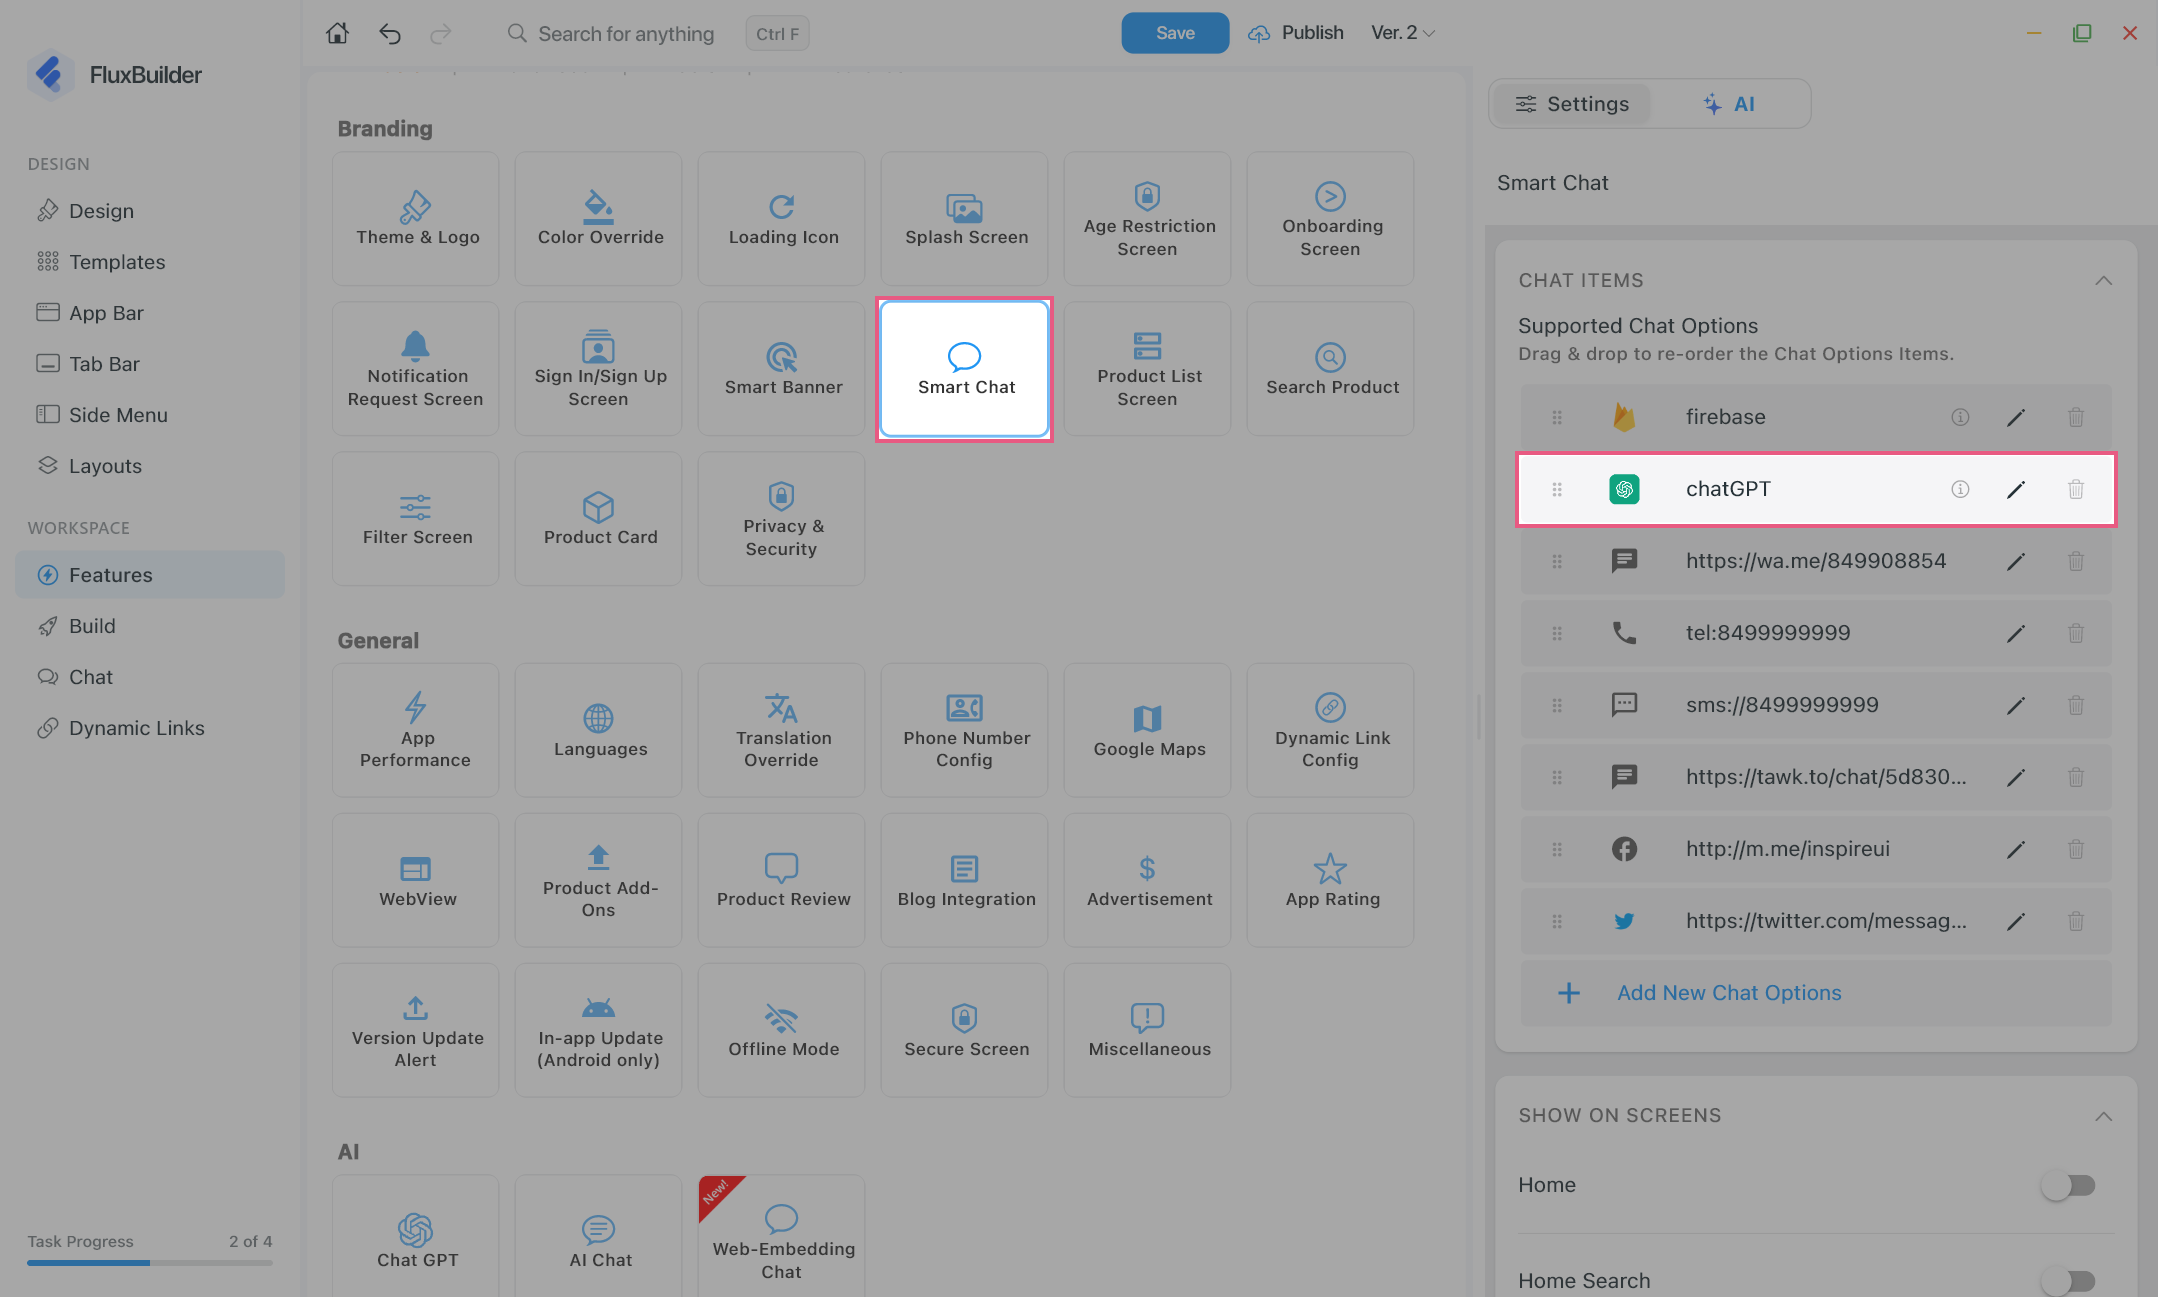 FluxBuilder
Search for anything
Ctrl F
Save
Publish
Ver. 2
DESIGN
Design
Templates
App Bar
Tab Bar
Side Menu
Layouts
WORKSPACE
Features
Build
Chat
Dynamic Links
Task Progress
2 of 4
Branding
Theme & Logo
Color Override
Loading Icon
Splash Screen
Age Restriction
Screen
Onboarding
Screen
Notification
Request Screen
Sign In/Sign Up
Screen
Smart Banner
Smart Chat
Product List
Screen
Search Product
Filter Screen
Product Card
Privacy &
Security
General
App
Performance
Languages
Translation
Override
Phone Number
Config
Google Maps
Dynamic Link
Config
WebView
Product Add-
Ons
Product Review
Blog Integration
Advertisement
App Rating
Version Update
Alert
In-app Update
(Android only)
Offline Mode
Secure Screen
Miscellaneous
AI
Chat GPT
AI Chat
New!
Web-Embedding
Chat
Settings
AI
Smart Chat
CHAT ITEMS
Supported Chat Options
Drag & drop to re-order the Chat Options Items.
firebase
chatGPT
https://wa.me/849908854
tel:8499999999
sms://8499999999
https://tawk.to/chat/5d830...
http://m.me/inspireui
https://twitter.com/messag...
Add New Chat Options
SHOW ON SCREENS
Home
Home Search